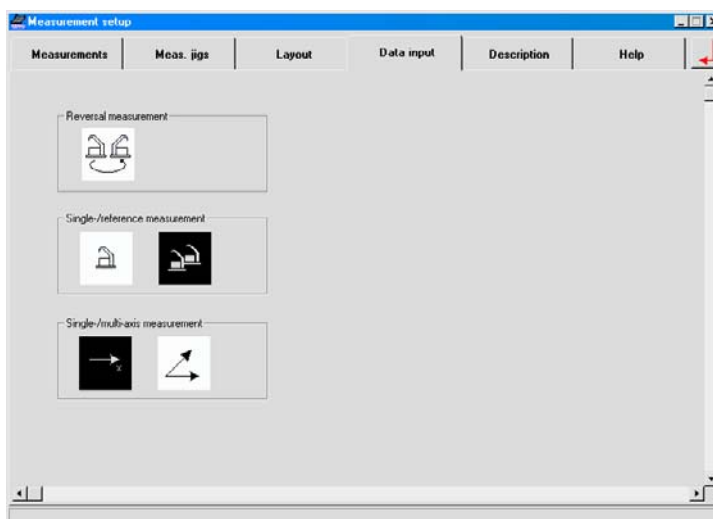 Measurement setup
Measurements Meas. jigs Layout Data input Description Help
Reversal measurement
Single-/reference measurement
Single-/multi-axis measurement
x